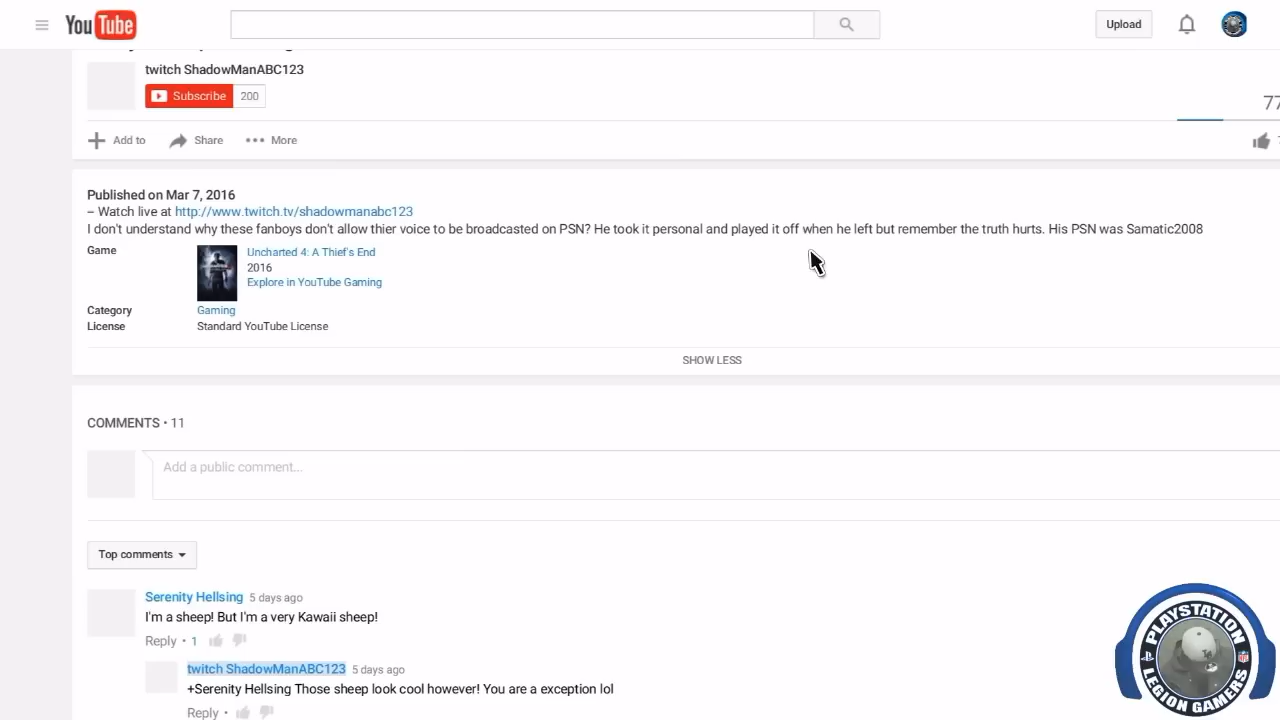 YouTube
Upload
twitch ShadowManABC123
Subscribe 200
77
Add to Share More
Published on Mar 7, 2016
– Watch live at http://www.twitch.tv/shadowmanabc123
I don't understand why these fanboys don't allow thier voice to be broadcasted on PSN? He took it personal and played it off when he left but remember the truth hurts. His PSN was Samatic2008
Game Uncharted 4: A Thief's End
2016
Explore in YouTube Gaming
Category Gaming
License Standard YouTube License
SHOW LESS
COMMENTS • 11
Add a public comment...
Top comments
Serenity Hellsing 5 days ago
I'm a sheep! But I'm a very Kawaii sheep!
Reply • 1
twitch ShadowManABC123 5 days ago
+Serenity Hellsing Those sheep look cool however! You are a exception lol
Reply •
PLAYSTATION
LEGION GAMERS